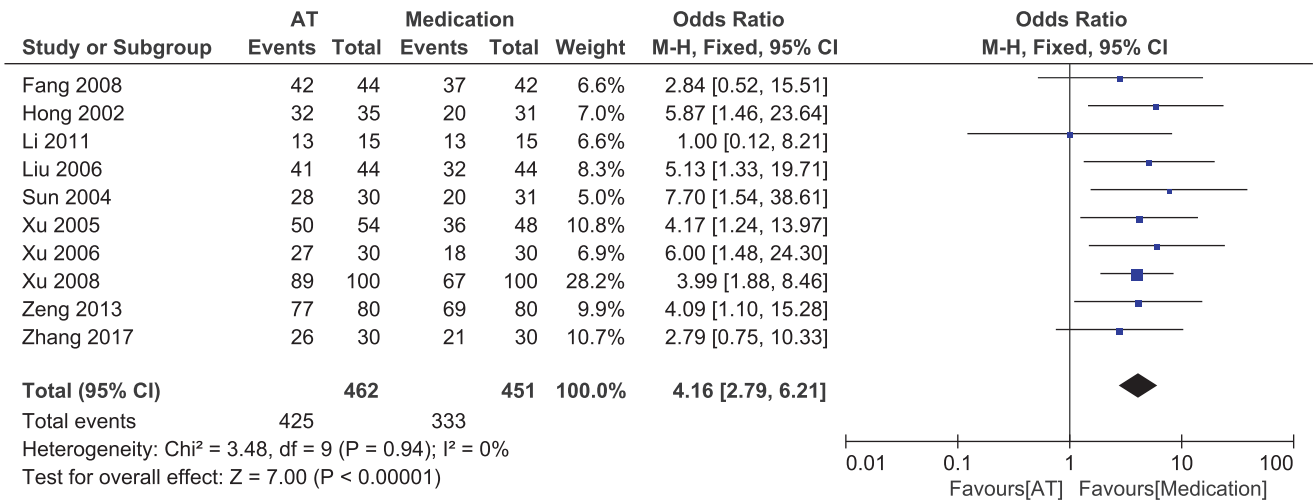 AT Medication Odds Ratio Odds Ratio
Study or Subgroup Events Total Events Total Weight M-H, Fixed, 95% CI M-H, Fixed, 95% CI
Fang 2008 42 44 37 42 6.6% 2.84 [0.52, 15.51]
Hong 2002 32 35 20 31 7.0% 5.87 [1.46, 23.64]
Li 2011 13 15 13 15 6.6% 1.00 [0.12, 8.21]
Liu 2006 41 44 32 44 8.3% 5.13 [1.33, 19.71]
Sun 2004 28 30 20 31 5.0% 7.70 [1.54, 38.61]
Xu 2005 50 54 36 48 10.8% 4.17 [1.24, 13.97]
Xu 2006 27 30 18 30 6.9% 6.00 [1.48, 24.30]
Xu 2008 89 100 67 100 28.2% 3.99 [1.88, 8.46]
Zeng 2013 77 80 69 80 9.9% 4.09 [1.10, 15.28]
Zhang 2017 26 30 21 30 10.7% 2.79 [0.75, 10.33]
Total (95% CI) 462 451 100.0% 4.16 [2.79, 6.21]
Total events 425 333
Heterogeneity: Chi² = 3.48, df = 9 (P = 0.94); I² = 0%
Test for overall effect: Z = 7.00 (P < 0.00001)
0.01 0.1 1 10 100
Favours[AT] Favours[Medication]